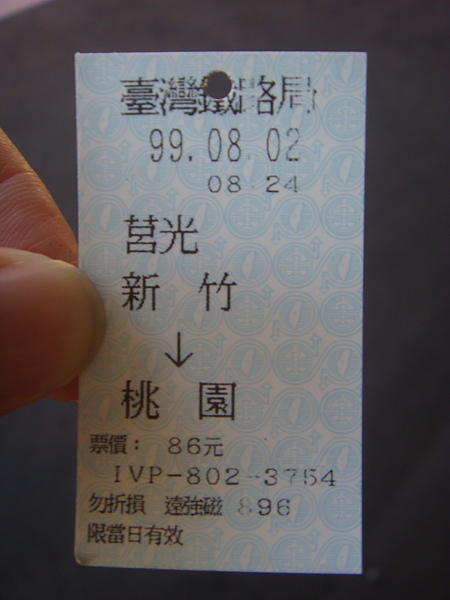 臺灣鐵路局
99.08.02
08:24
莒光
新竹
↓
桃園
票價: 86元
IVP-802-3754
勿折損 遠強磁 896
限當日有效